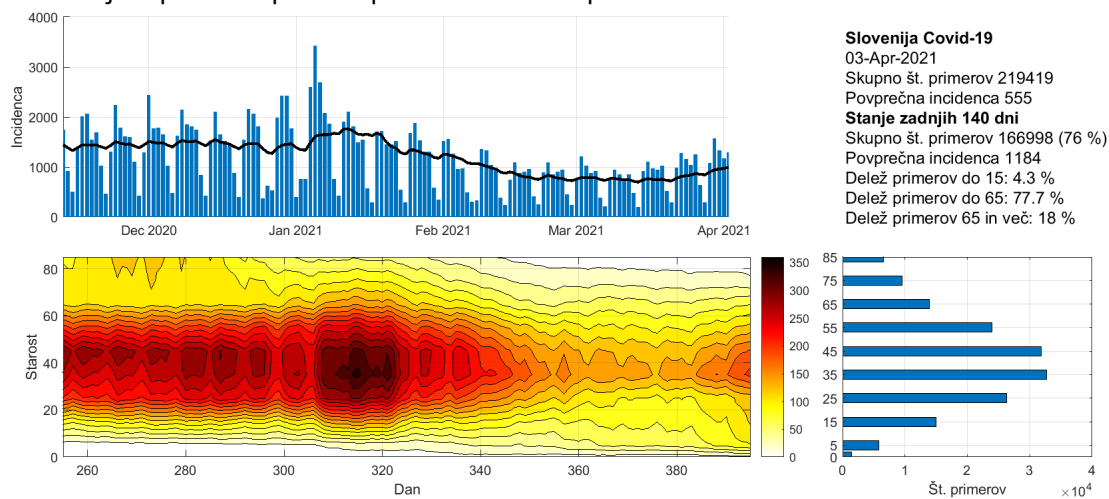 4000
3000
2000
1000
0
Incidenca
Dec 2020
Jan 2021
Feb 2021
Mar 2021
Apr 2021
Slovenija Covid-19
03-Apr-2021
Skupno št. primerov 219419
Povprečna incidenca 555
Stanje zadnjih 140 dni
Skupno št. primerov 166998 (76 %)
Povprečna incidenca 1184
Delež primerov do 15: 4.3 %
Delež primerov do 65: 77.7 %
Delež primerov 65 in več: 18 %
80
60
40
20
0
Starost
260
280
300
320
340
360
380
Dan
350
300
250
200
150
100
50
0
85
75
65
55
45
35
25
15
5
0
0
1
2
3
4
Št. primerov
×10⁴